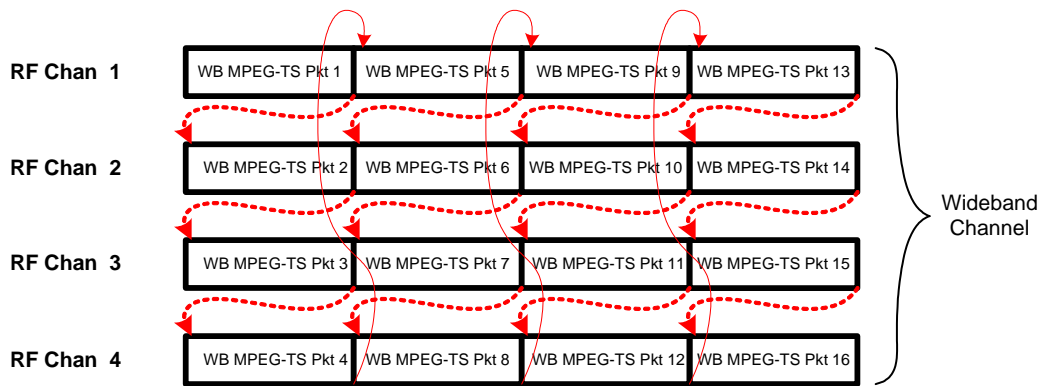 RF Chan 1
WB MPEG-TS Pkt 1
WB MPEG-TS Pkt 5
WB MPEG-TS Pkt 9
WB MPEG-TS Pkt 13
RF Chan 2
WB MPEG-TS Pkt 2
WB MPEG-TS Pkt 6
WB MPEG-TS Pkt 10
WB MPEG-TS Pkt 14
RF Chan 3
WB MPEG-TS Pkt 3
WB MPEG-TS Pkt 7
WB MPEG-TS Pkt 11
WB MPEG-TS Pkt 15
RF Chan 4
WB MPEG-TS Pkt 4
WB MPEG-TS Pkt 8
WB MPEG-TS Pkt 12
WB MPEG-TS Pkt 16
Wideband
Channel